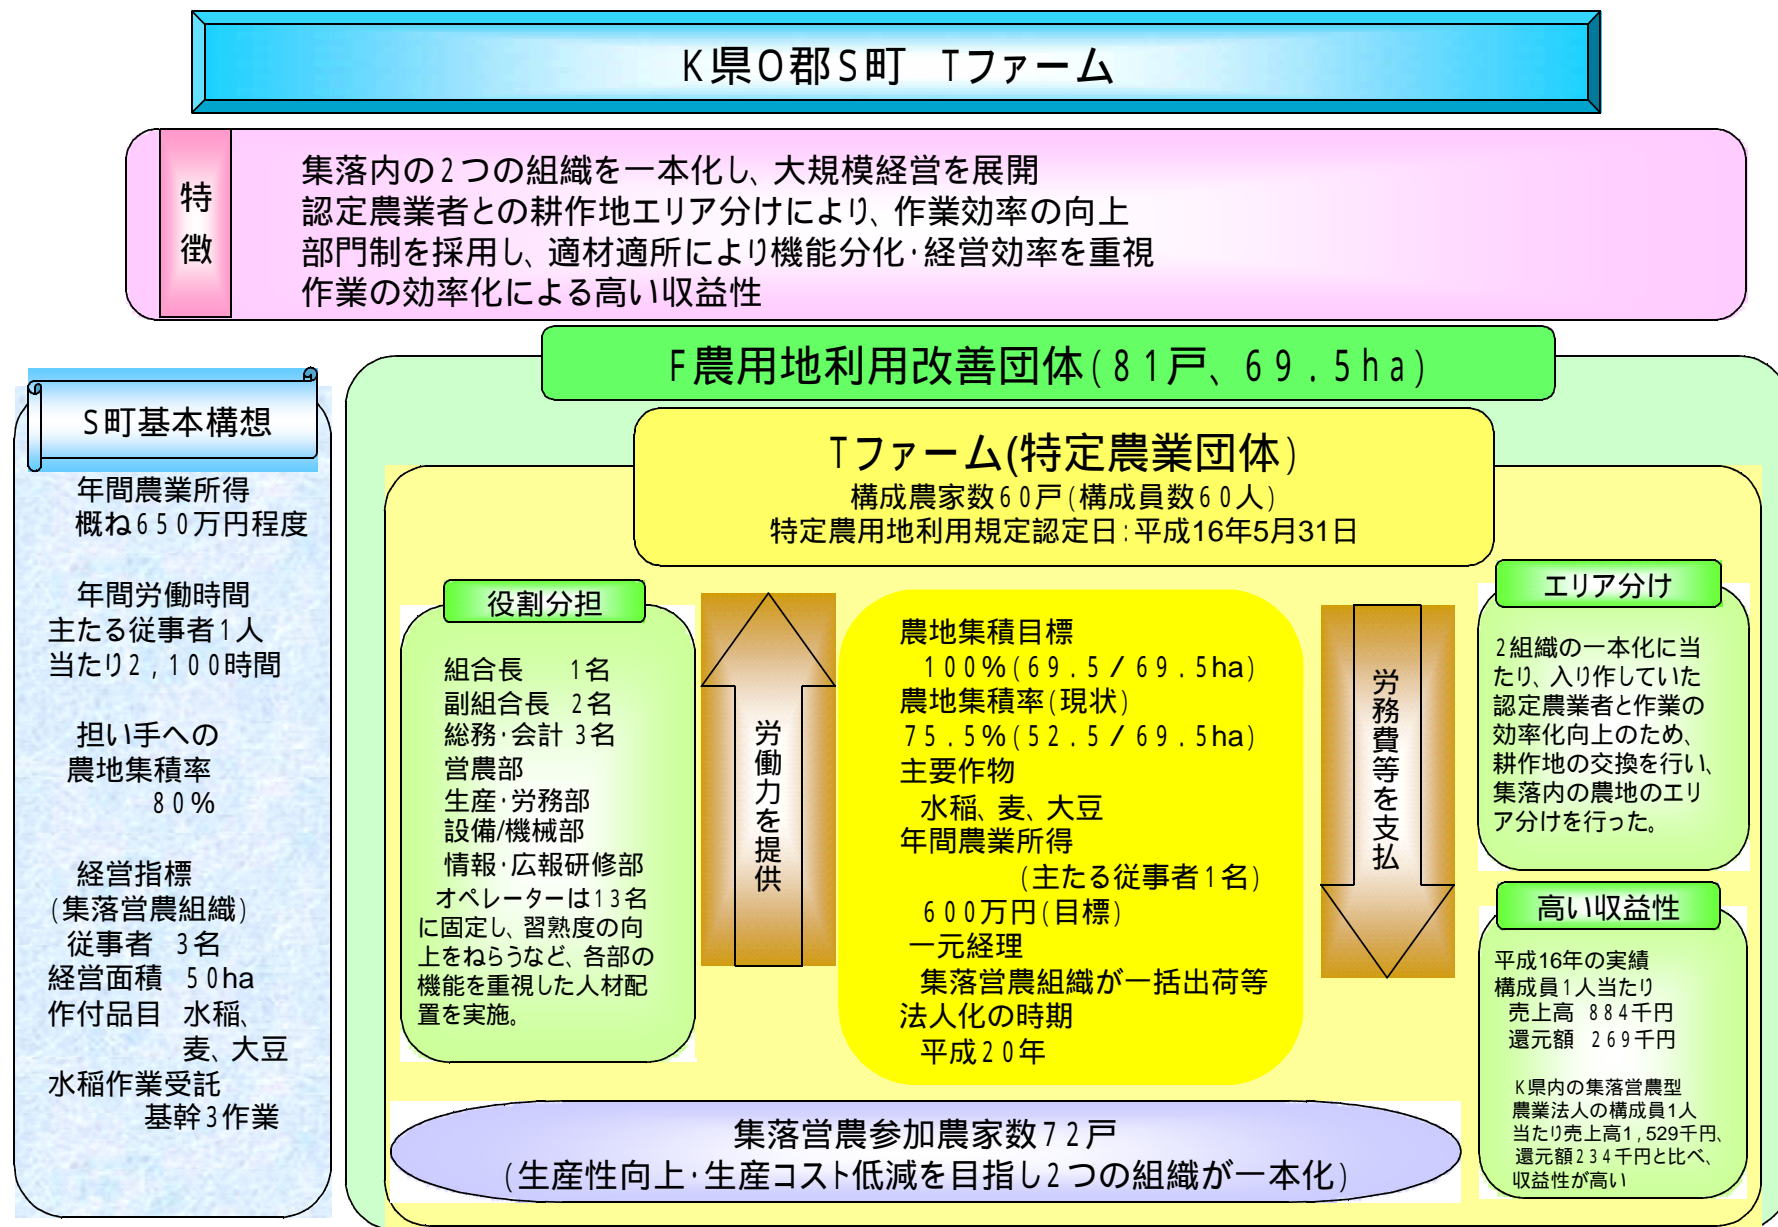 K県O郡S町　Tファーム
特徴
集落内の2つの組織を一本化し、大規模経営を展開
認定農業者との耕作地エリア分けにより、作業効率の向上
部門制を採用し、適材適所により機能分化・経営効率を重視
作業の効率化による高い収益性
S町基本構想
年間農業所得
概ね650万円程度
年間労働時間
主たる従事者1人
当たり2,100時間
担い手への
農地集積率
80%
経営指標
(集落営農組織)
従事者　3名
経営面積　50ha
作付品目　水稲、
麦、大豆
水稲作業受託
基幹3作業
F農用地利用改善団体(81戸、69.5ha)
Tファーム(特定農業団体)
構成農家数60戸(構成員数60人)
特定農用地利用規定認定日:平成16年5月31日
役割分担
組合長　　1名
副組合長　2名
総務・会計 3名
営農部
生産・労務部
設備/機械部
情報・広報研修部
オペレーターは13名
に固定し、習熟度の向
上をねらうなど、各部の
機能を重視した人材配
置を実施。
労働力を提供
農地集積目標
100%(69.5/69.5ha)
農地集積率(現状)
75.5%(52.5/69.5ha)
主要作物
水稲、麦、大豆
年間農業所得
(主たる従事者1名)
600万円(目標)
一元経理
集落営農組織が一括出荷等
法人化の時期
平成20年
労務費等を支払
エリア分け
2組織の一本化に当
たり、入り作していた
認定農業者と作業の
効率化向上のため、
耕作地の交換を行い、
集落内の農地のエリ
ア分けを行った。
高い収益性
平成16年の実績
構成員1人当たり
売上高 884千円
還元額 269千円
K県内の集落営農型
農業法人の構成員1人
当たり売上高1,529千円、
還元額234千円と比べ、
収益性が高い
集落営農参加農家数72戸
(生産性向上・生産コスト低減を目指し2つの組織が一本化)